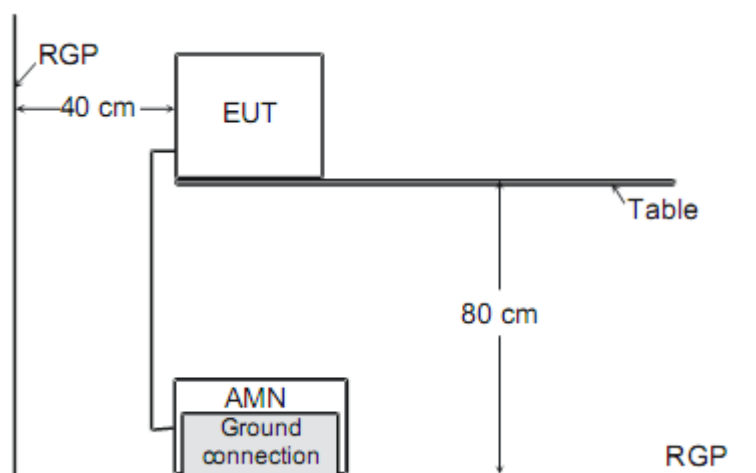 RGP
40 cm
EUT
Table
80 cm
AMN
Ground
connection
RGP